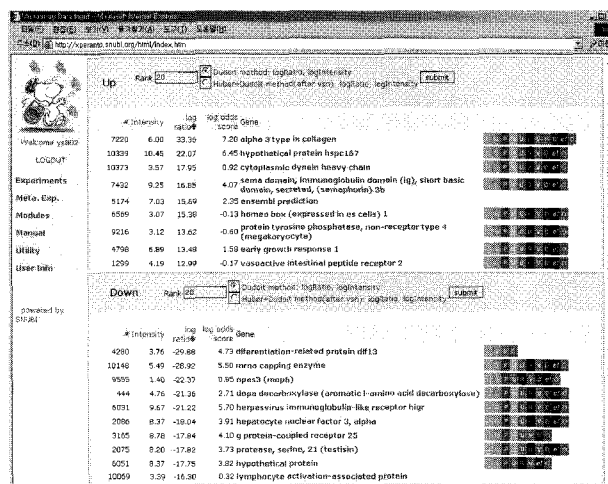 http://xperanto.snubi.org/html/index.htm
Up Rank 20 Dudoit method: logRatio, logIntensity
Huber+Dudoit method(after vsn): logRatio, logIntensity submit
# Intensity log ratio log odds score Gene
7220 6.00 33.36 7.20 alpha 3 type ix collagen
10339 10.45 22.07 6.45 hypothetical protein hspc167
10373 3.57 17.95 0.92 cytoplasmic dynein heavy chain
7432 9.25 16.85 4.07 sema domain, immunoglobulin domain (ig), short basic domain, secreted, (semaphorin) 3b
5174 7.03 15.69 2.35 ensembl prediction
6569 3.07 15.38 -0.13 homeo box (expressed in es cells) 1
9216 3.12 13.62 -0.60 protein tyrosine phosphatase, non-receptor type 4 (megakaryocyte)
4798 6.89 13.48 1.58 early growth response 1
1299 4.19 12.99 -0.17 vasoactive intestinal peptide receptor 2
LOGOUT
Experiments
Meta. Exp.
Modules
Manual
Utility
User Info
powered by
SNUBI
Down Rank 20 Dudoit method: logRatio, logIntensity
Huber+Dudoit method(after vsn): logRatio, logIntensity submit
# Intensity log ratio log odds score Gene
4280 3.76 -29.88 4.73 diferentiation-related protein dif13
10148 5.49 -28.92 5.50 mrna capping enzyme
9555 1.40 -22.37 0.95
444 4.76 -21.36 2.71 dopa decarboxylase (aromatic l-amino acid decarboxylase)
6031 9.67 -21.22 5.70 herpesvirus immunoglobulin-like receptor higr
2086 8.37 -18.04 3.91 hepatocyte nuclear factor 3, alpha
3165 8.78 -17.84 4.10 g protein-coupled receptor 25
2075 8.20 -17.82 3.73 protease, serine, 21 (testisin)
6051 8.37 -17.75 3.82 hypothetical protein
10069 3.39 -16.30 0.32 lymphocyte activation-associated protein